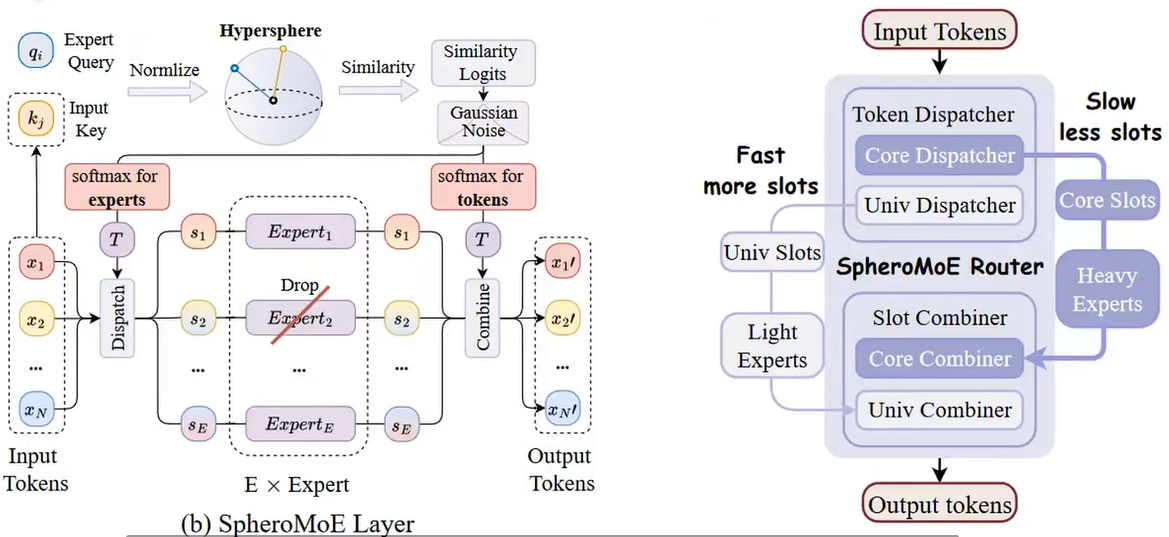 Expert
Query
q_i
Input
Key
k_j
Normlize
Hypersphere
Similarity
Similarity
Logits
Gaussian
Noise
softmax for
experts
softmax for
tokens
T
T
x_1
x_2
...
x_N
Input
Tokens
Dispatch
s_1
s_2
...
s_E
Expert_1
Drop
Expert_2
...
Expert_E
E × Expert
s_1
s_2
...
s_E
Combine
x_1′
x_2′
...
x_N′
Output
Tokens
(b) SpheroMoE Layer
Input Tokens
Token Dispatcher
Core Dispatcher
Univ Dispatcher
Fast
more slots
Slow
less slots
Univ Slots
Core Slots
SpheroMoE Router
Light
Experts
Heavy
Experts
Slot Combiner
Core Combiner
Univ Combiner
Output tokens